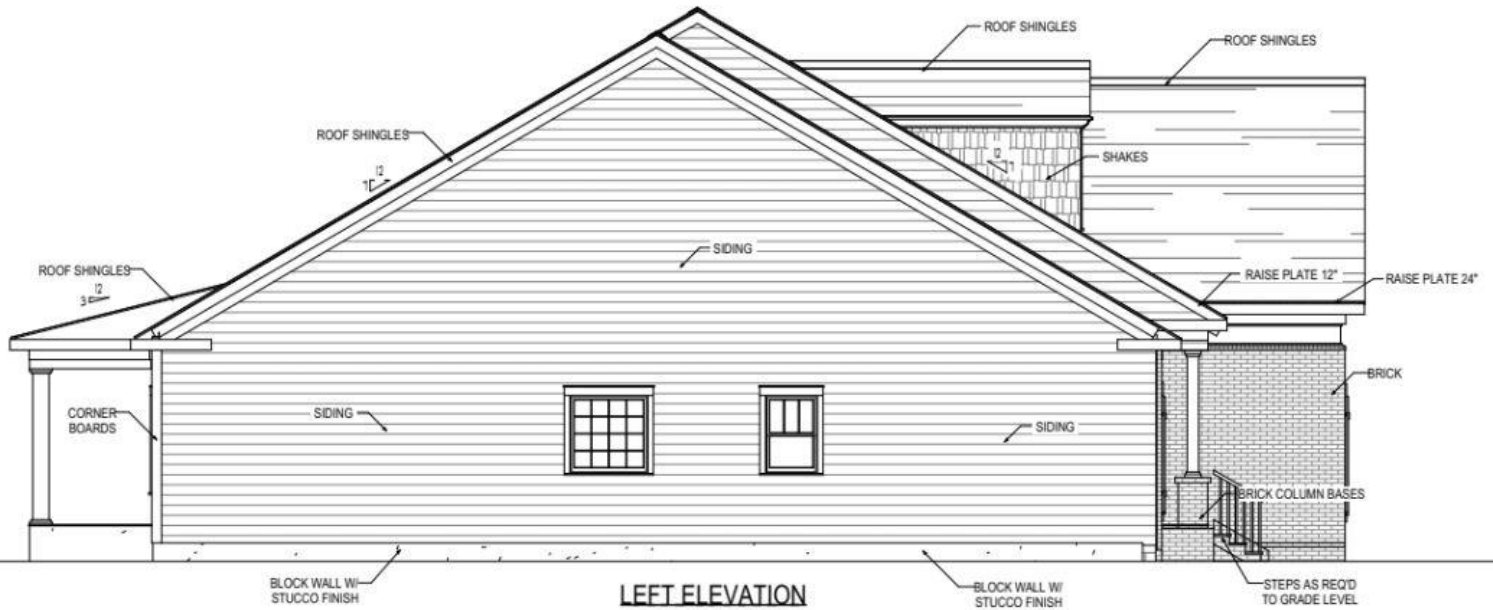 ROOF SHINGLES
ROOF SHINGLES
ROOF SHINGLES
12
7
12
7
SHAKES
SIDING
ROOF SHINGLES
12
3
RAISE PLATE 12"
RAISE PLATE 24"
BRICK
CORNER
BOARDS
SIDING
SIDING
BRICK COLUMN BASES
BLOCK WALL W/
STUCCO FINISH
LEFT ELEVATION
BLOCK WALL W/
STUCCO FINISH
STEPS AS REQ'D
TO GRADE LEVEL